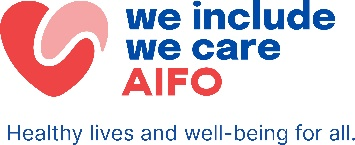 we include
we care
AIFO
Healthy lives and well-being for all.